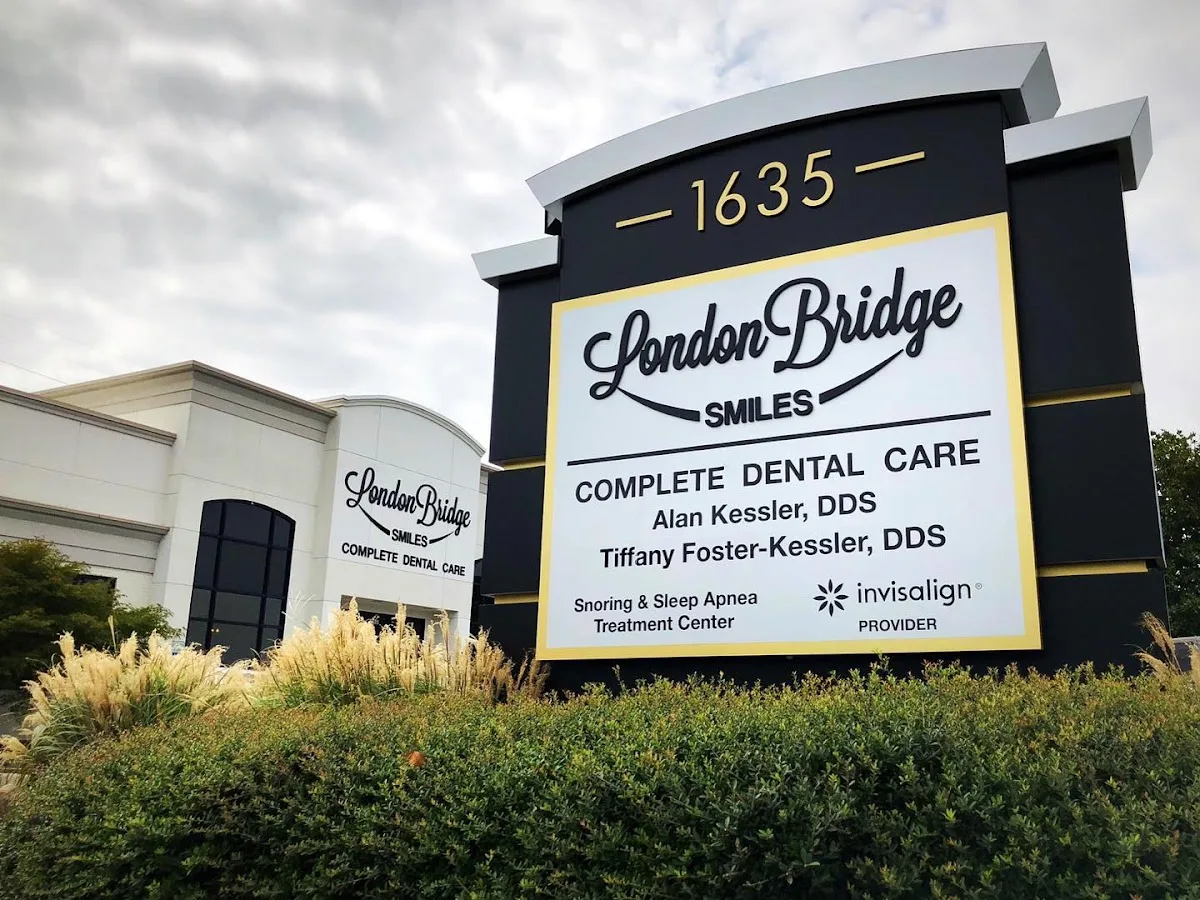 — 1635 —
London Bridge
SMILES
COMPLETE DENTAL CARE
Alan Kessler, DDS
Tiffany Foster-Kessler, DDS
Snoring & Sleep Apnea
Treatment Center
invisalign®
PROVIDER
London Bridge
SMILES
COMPLETE DENTAL CARE